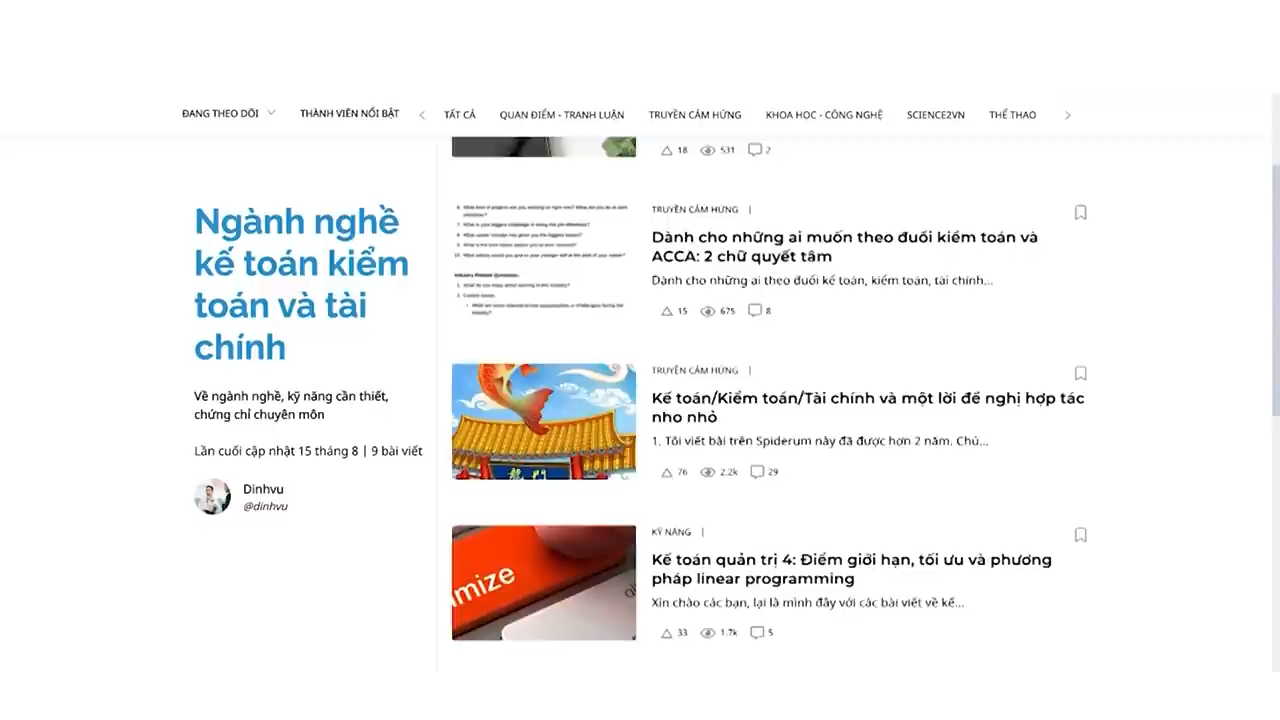 ĐANG THEO DÕI
THÀNH VIÊN NỔI BẬT
TẤT CẢ
QUAN ĐIỂM - TRANH LUẬN
TRUYỀN CẢM HỨNG
KHOA HỌC - CÔNG NGHỆ
SCIENCE2VN
THỂ THAO
18 531 2
Ngành nghề
kế toán kiểm
toán và tài
chính
Về ngành nghề, kỹ năng cần thiết,
chứng chỉ chuyên môn
Lần cuối cập nhật 15 tháng 8 | 9 bài viết
Dinhvu
@dinhvu
TRUYỀN CẢM HỨNG |
Dành cho những ai muốn theo đuổi kiểm toán và
ACCA: 2 chữ quyết tâm
Dành cho những ai theo đuổi kế toán, kiểm toán, tài chính...
15 675 8
TRUYỀN CẢM HỨNG |
Kế toán/Kiểm toán/Tài chính và một lời đề nghị hợp tác
nho nhỏ
1. Tôi viết bài trên Spiderum này đã được hơn 2 năm. Chủ...
76 2.2k 29
龍門
KỸ NĂNG |
Kế toán quản trị 4: Điểm giới hạn, tối ưu và phương
pháp linear programming
Xin chào các bạn, lại là mình đây với các bài viết về kế...
33 1.7k 5
mize